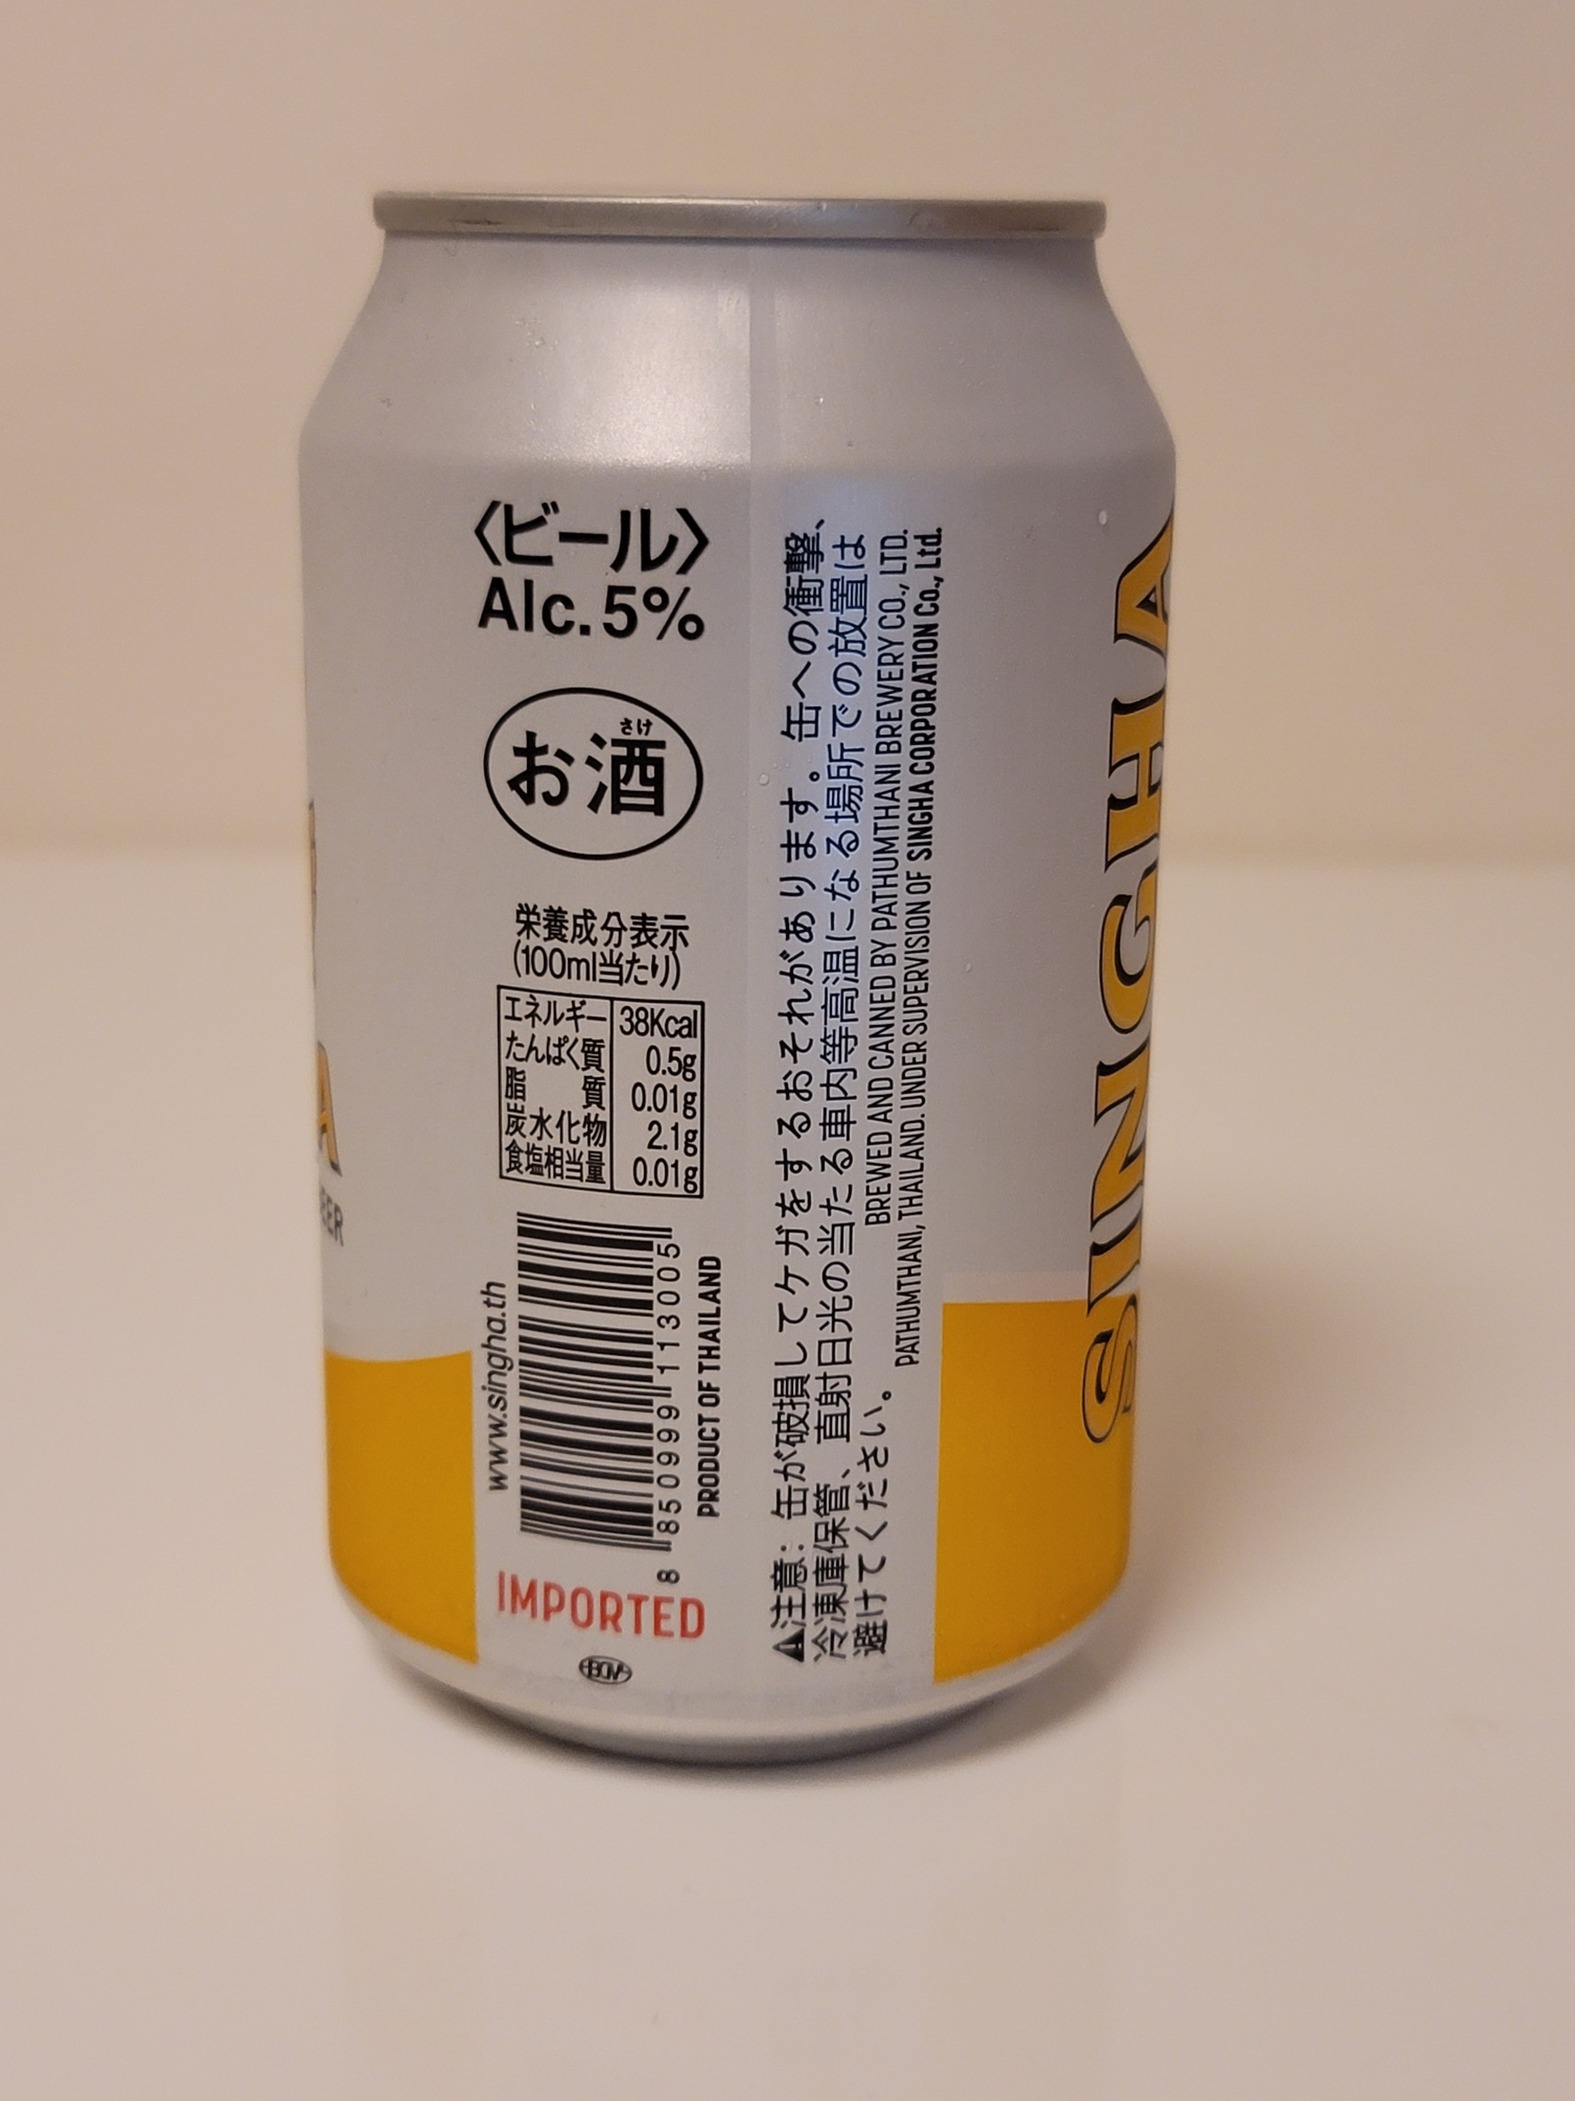 〈ビール〉
Alc.5%
さけ
お酒
栄養成分表示
(100ml当たり)
エネルギー 38Kcal
たんぱく質 0.5g
脂　質 0.01g
炭水化物 2.1g
食塩相当量 0.01g
www.singha.th
8 850999 113005
PRODUCT OF THAILAND
IMPORTED
BCM
⚠注意：缶が破損してケガをするおそれがあります。缶への衝撃、
冷凍庫保管、直射日光の当たる車内等高温になる場所での放置は
避けてください。
BREWED AND CANNED BY PATHUMTHANI BREWERY CO., LTD.
PATHUMTHANI, THAILAND. UNDER SUPERVISION OF SINGHA CORPORATION Co., Ltd.
SINGHA
A
EER